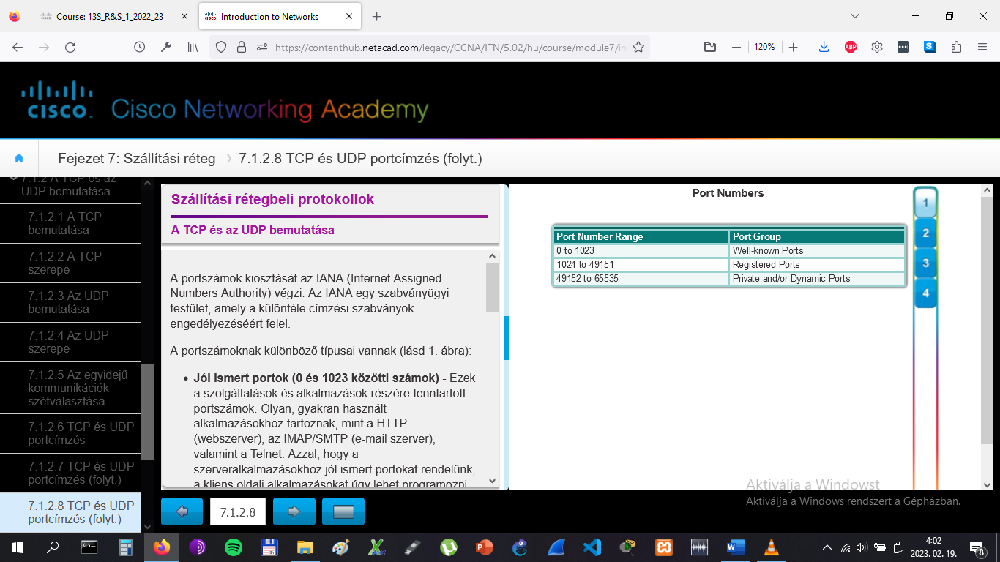 Course: 13S_R&S_1_2022_23
Introduction to Networks
https://contenthub.netacad.com/legacy/CCNA/ITN/5.02/hu/course/module7/in
120%
ABP
S
CISCO
Cisco Networking Academy
Fejezet 7: Szállítási réteg
7.1.2.8 TCP és UDP portcímzés (folyt.)
7.1.2 A TCP és az
UDP bemutatása
7.1.2.1 A TCP
bemutatása
7.1.2.2 A TCP
szerepe
7.1.2.3 Az UDP
bemutatása
7.1.2.4 Az UDP
szerepe
7.1.2.5 Az egyidejű
kommunikációk
szétválasztása
7.1.2.6 TCP és UDP
portcímzés
7.1.2.7 TCP és UDP
portcímzés (folyt.)
7.1.2.8 TCP és UDP
portcímzés (folyt.)
Szállítási rétegbeli protokollok
A TCP és az UDP bemutatása
A portszámok kiosztását az IANA (Internet Assigned
Numbers Authority) végzi. Az IANA egy szabványügyi
testület, amely a különféle címzési szabványok
engedélyezéséért felel.
A portszámoknak különböző típusai vannak (lásd 1. ábra):
• Jól ismert portok (0 és 1023 közötti számok) - Ezek
a szolgáltatások és alkalmazások részére fenntartott
portszámok. Olyan, gyakran használt
alkalmazásokhoz tartoznak, mint a HTTP
(webszerver), az IMAP/SMTP (e-mail szerver),
valamint a Telnet. Azzal, hogy a
szerveralkalmazásokhoz jól ismert portokat rendelünk,
a kliens oldali alkalmazásokat úgy lehet programozni
7.1.2.8
Port Numbers
Port Number Range Port Group
0 to 1023 Well-known Ports
1024 to 49151 Registered Ports
49152 to 65535 Private and/or Dynamic Ports
1
2
3
4
Aktiválja a Windowst
Aktiválja a Windows rendszert a Gépházban.
4:02
2023. 02. 19.
8